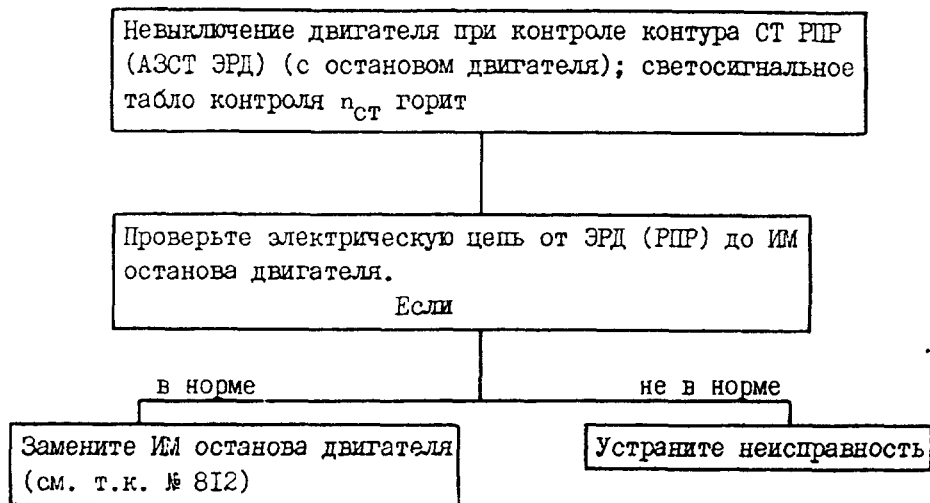 Невыключение двигателя при контроле контура СТ РПР
(АЗСТ ЭРД) (с остановом двигателя); светосигнальное
табло контроля nст горит
Проверьте электрическую цепь от ЭРД (РПР) до ИМ
останова двигателя.
Если
в норме
не в норме
Замените ИМ останова двигателя
(см. т.к. № 8I2)
Устраните неисправность